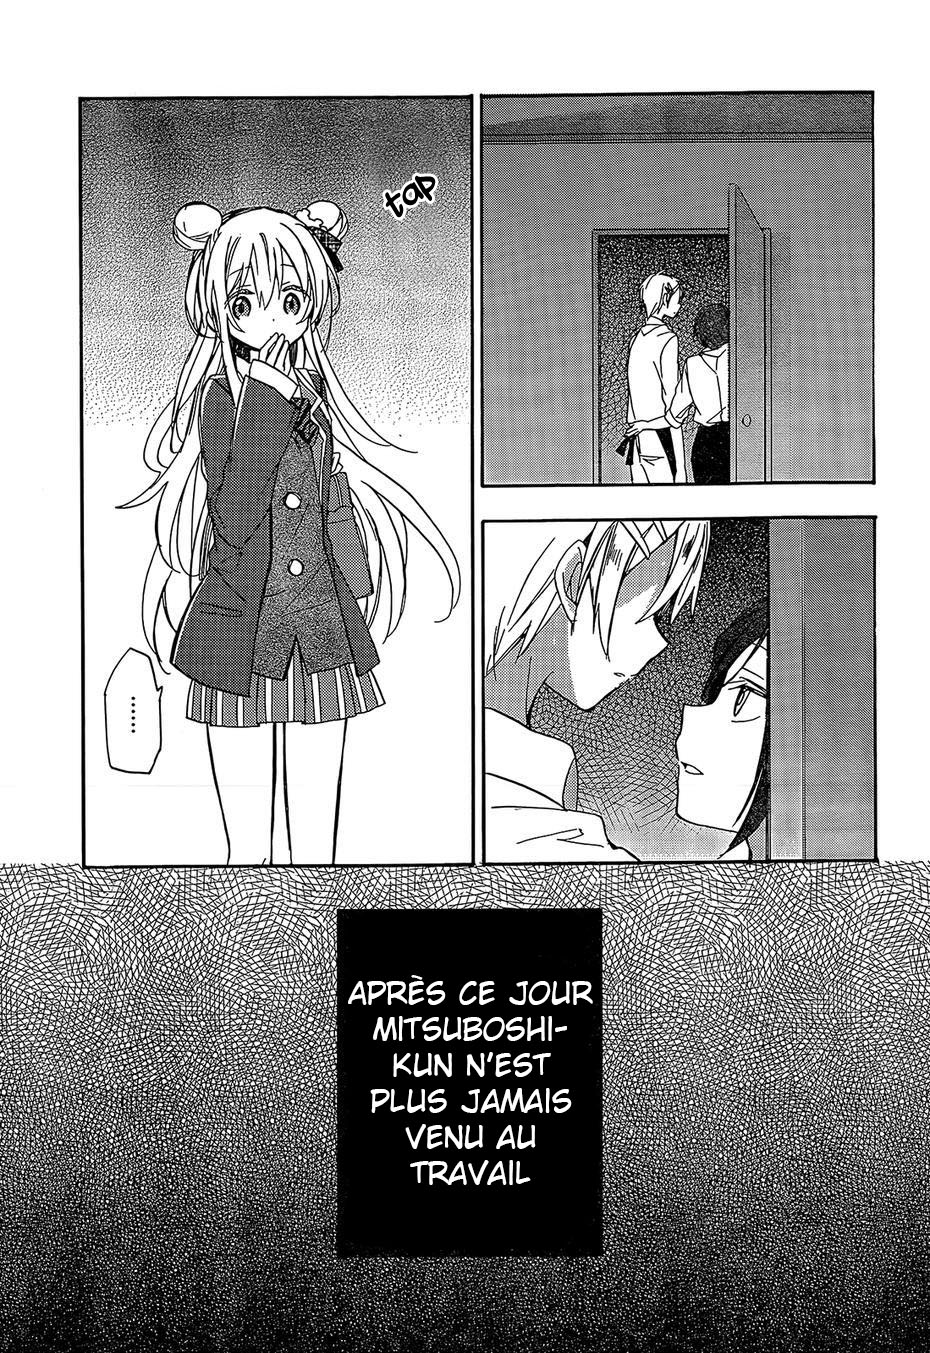 tap
......
APRÈS CE JOUR
MITSUBOSHI-
KUN N'EST
PLUS JAMAIS
VENU AU
TRAVAIL